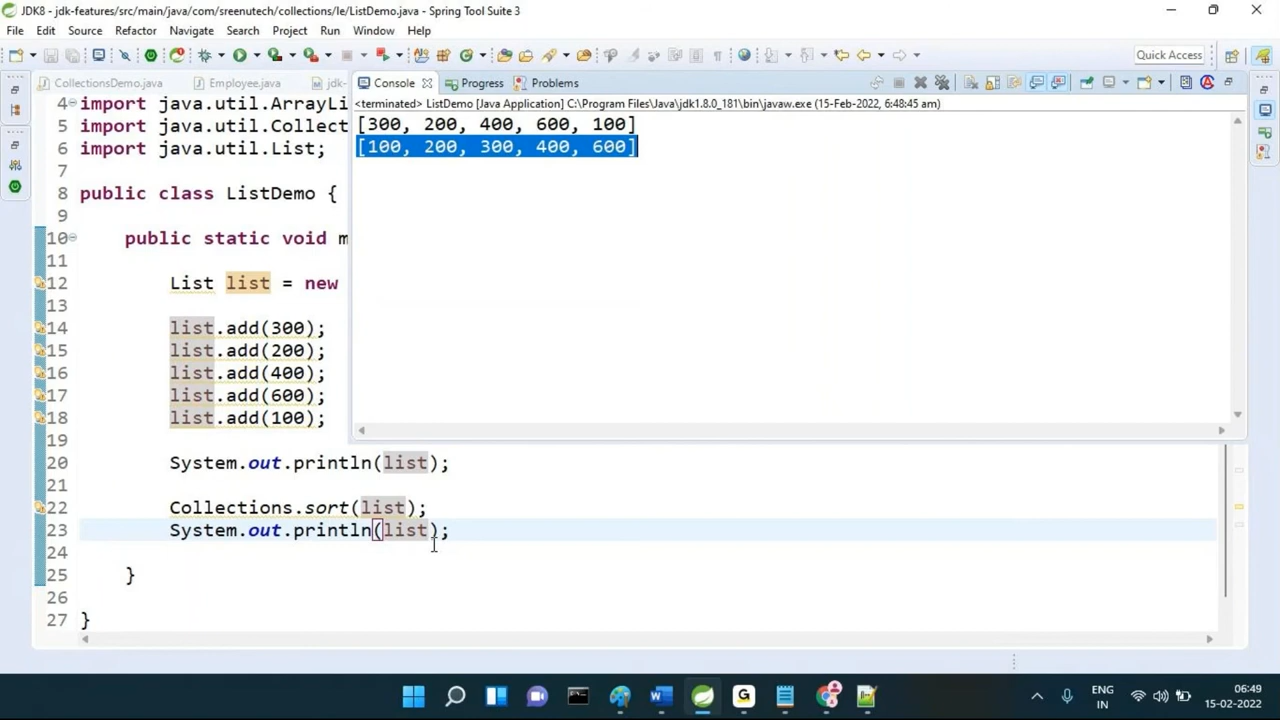 JDK8 - jdk-features/src/main/java/com/sreenutech/collections/le/ListDemo.java - Spring Tool Suite 3
File Edit Source Refactor Navigate Search Project Run Window Help
Quick Access
CollectionsDemo.java Employee.java jdk-
Console Progress Problems
<terminated> ListDemo [Java Application] C:\Program Files\Java\jdk1.8.0_181\bin\javaw.exe (15-Feb-2022, 6:48:45 am)
[300, 200, 400, 600, 100]
[100, 200, 300, 400, 600]
4 import java.util.ArrayLi
5 import java.util.Collect
6 import java.util.List;
7
8 public class ListDemo {
9
10 public static void m
11
12 List list = new
13
14 list.add(300);
15 list.add(200);
16 list.add(400);
17 list.add(600);
18 list.add(100);
19
20 System.out.println(list);
21
22 Collections.sort(list);
23 System.out.println(list);
24
25 }
26
27 }
ENG
IN
06:49
15-02-2022